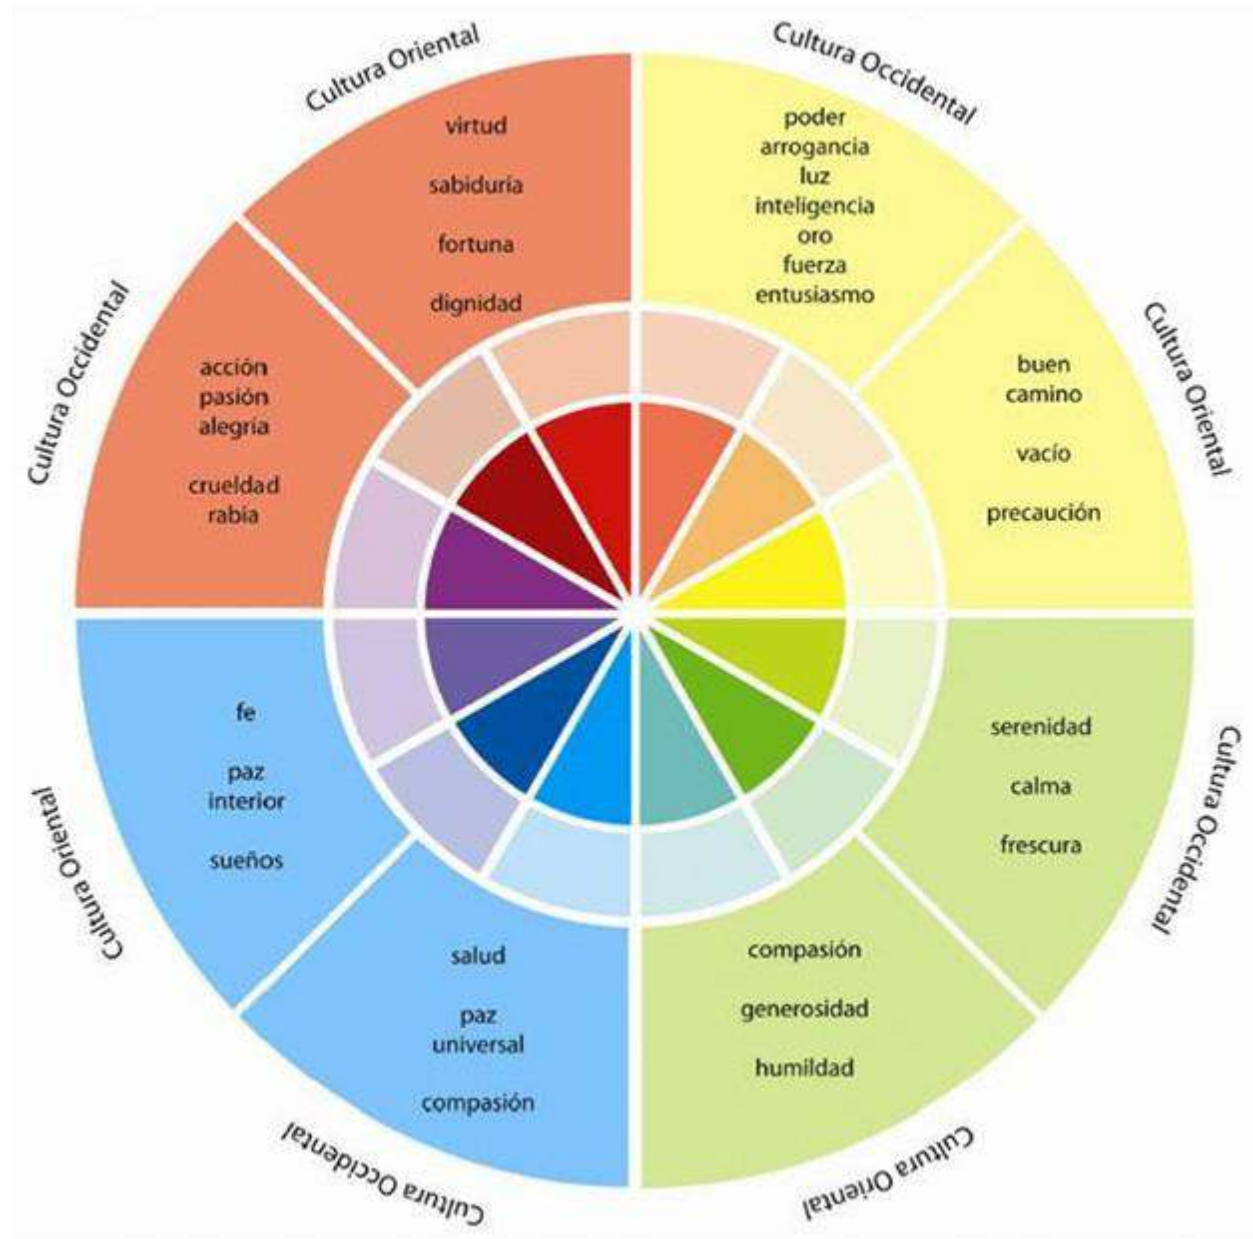 Cultura Oriental
virtud
sabiduría
fortuna
dignidad
Cultura Occidental
poder
arrogancia
luz
inteligencia
oro
fuerza
entusiasmo
Cultura Oriental
buen
camino
vacío
precaución
Cultura Occidental
serenidad
calma
frescura
Cultura Oriental
compasión
generosidad
humildad
Cultura Occidental
salud
paz
universal
compasión
Cultura Oriental
fe
paz
interior
sueños
Cultura Occidental
acción
pasión
alegría
crueldad
rabia